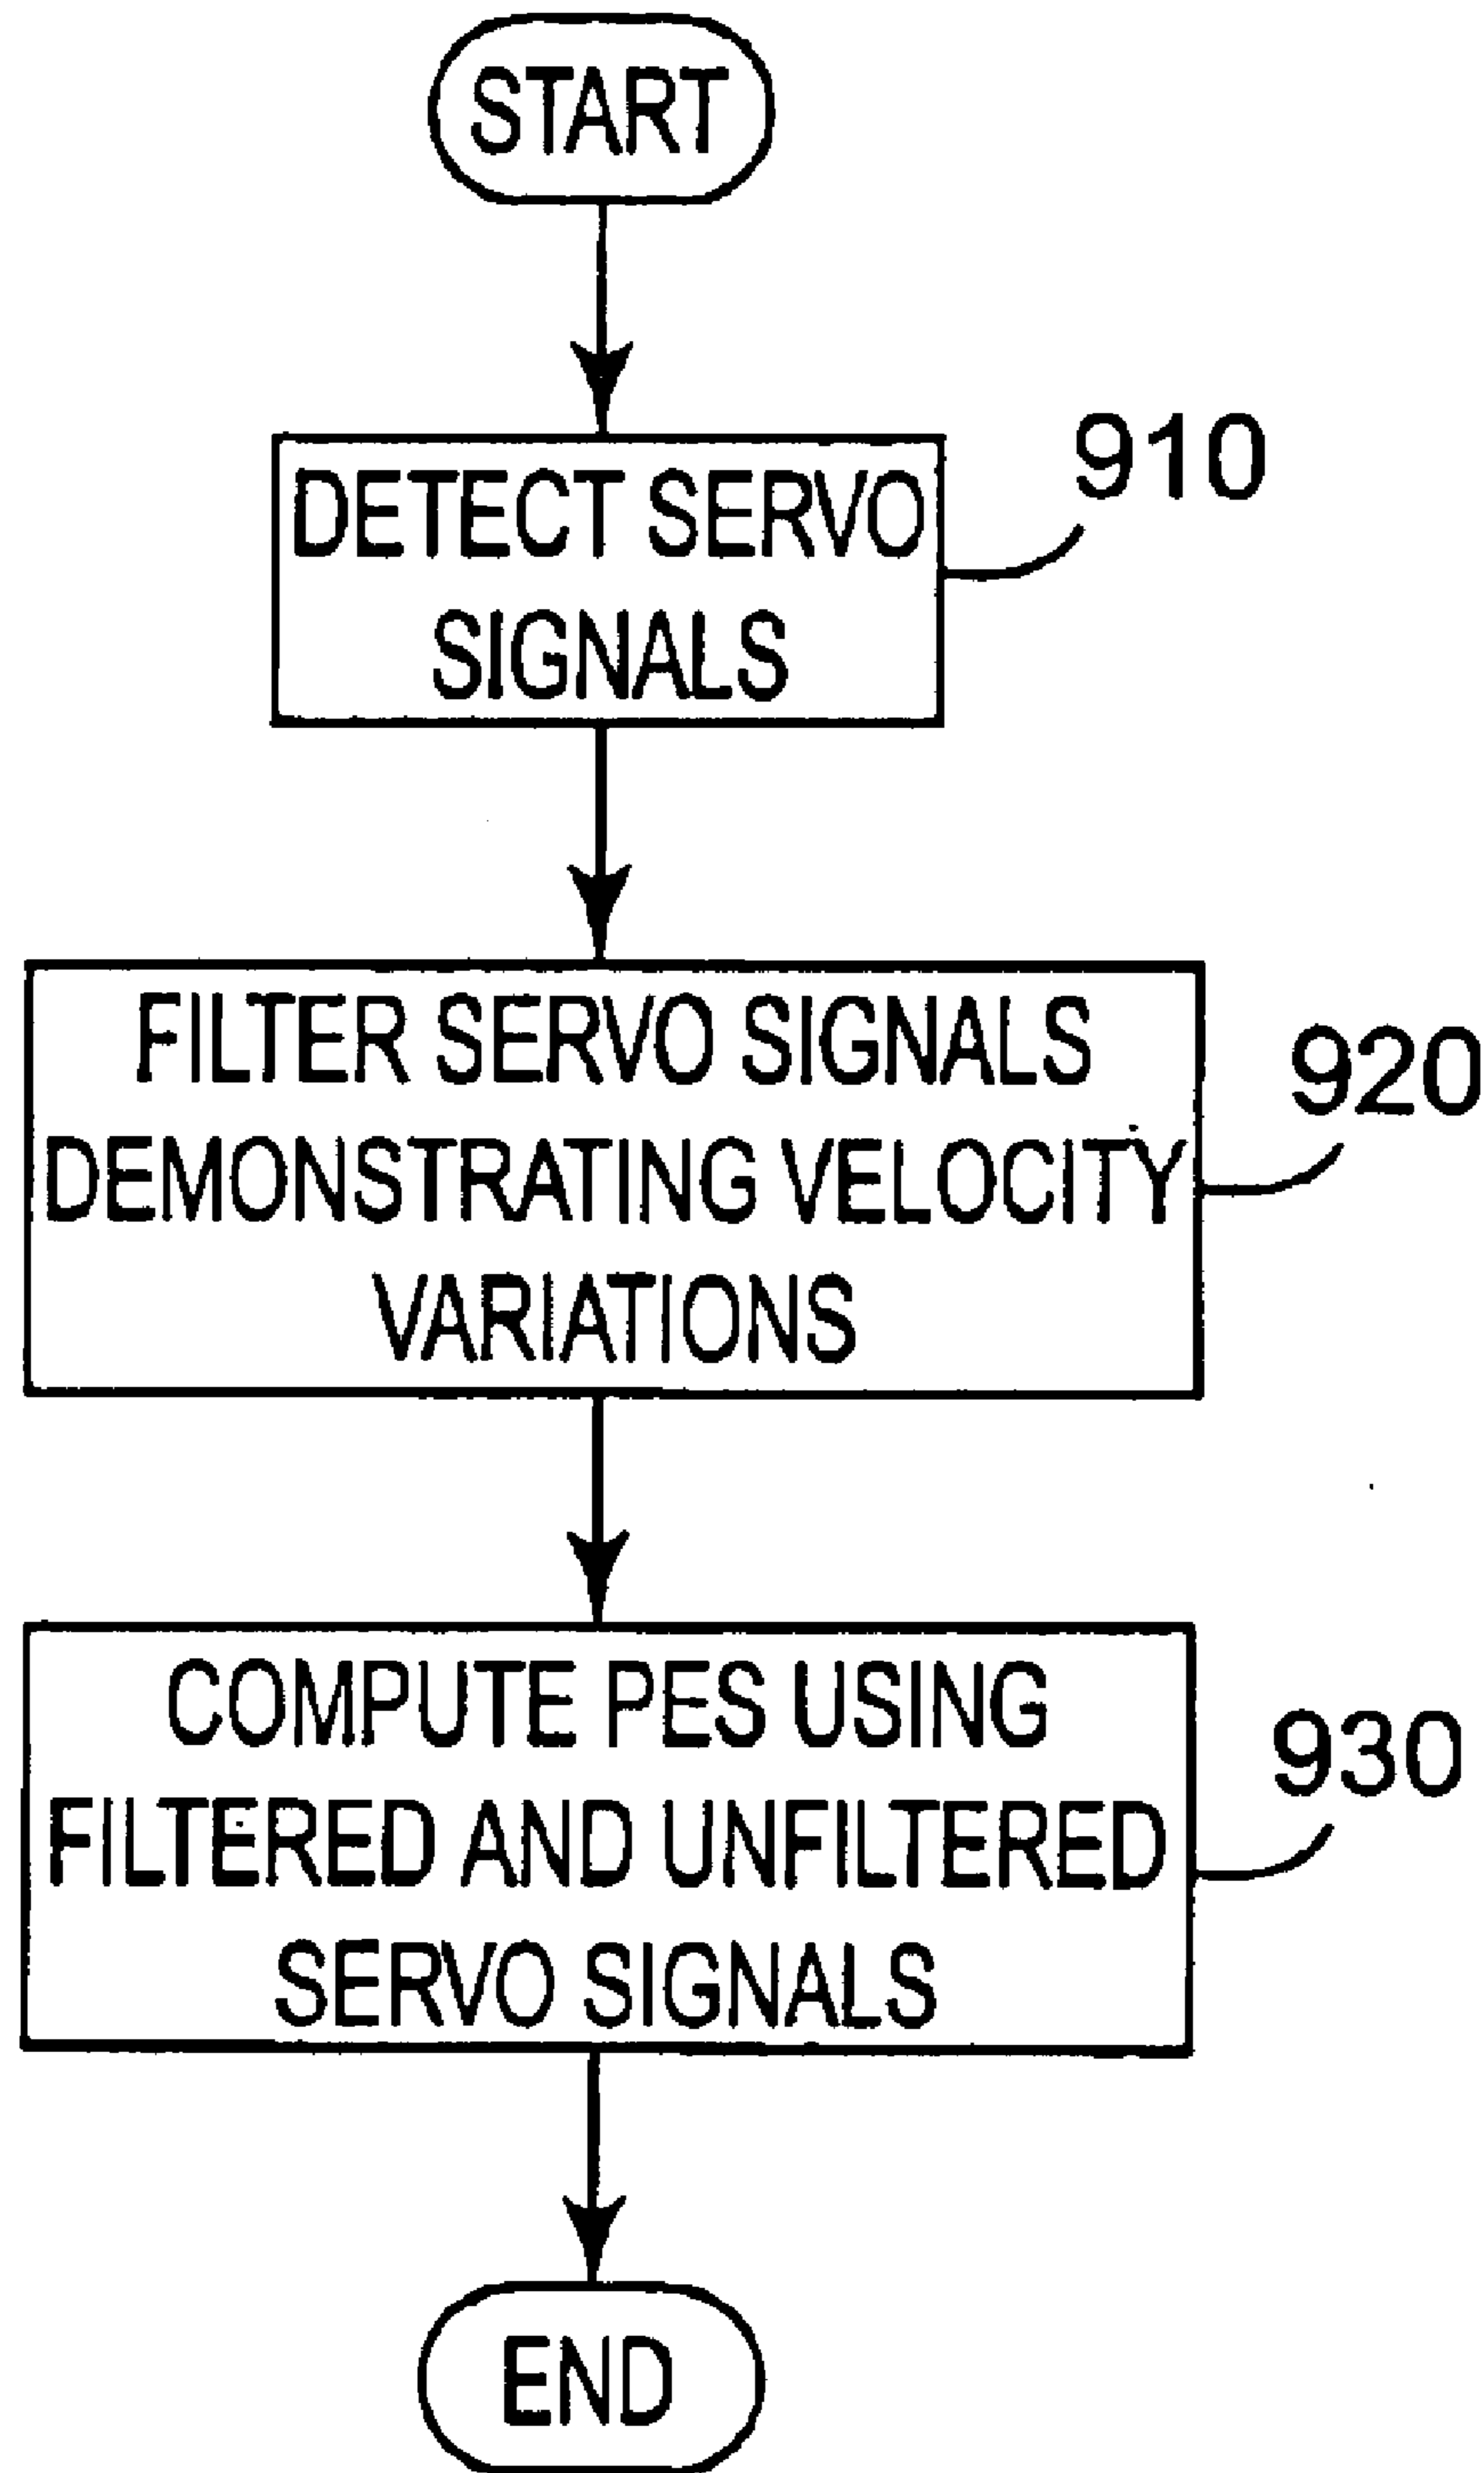 START
DETECT SERVO
SIGNALS
910
FILTER SERVO SIGNALS
DEMONSTRATING VELOCITY
VARIATIONS
920
COMPUTE PES USING
FILTERED AND UNFILTERED
SERVO SIGNALS
930
END